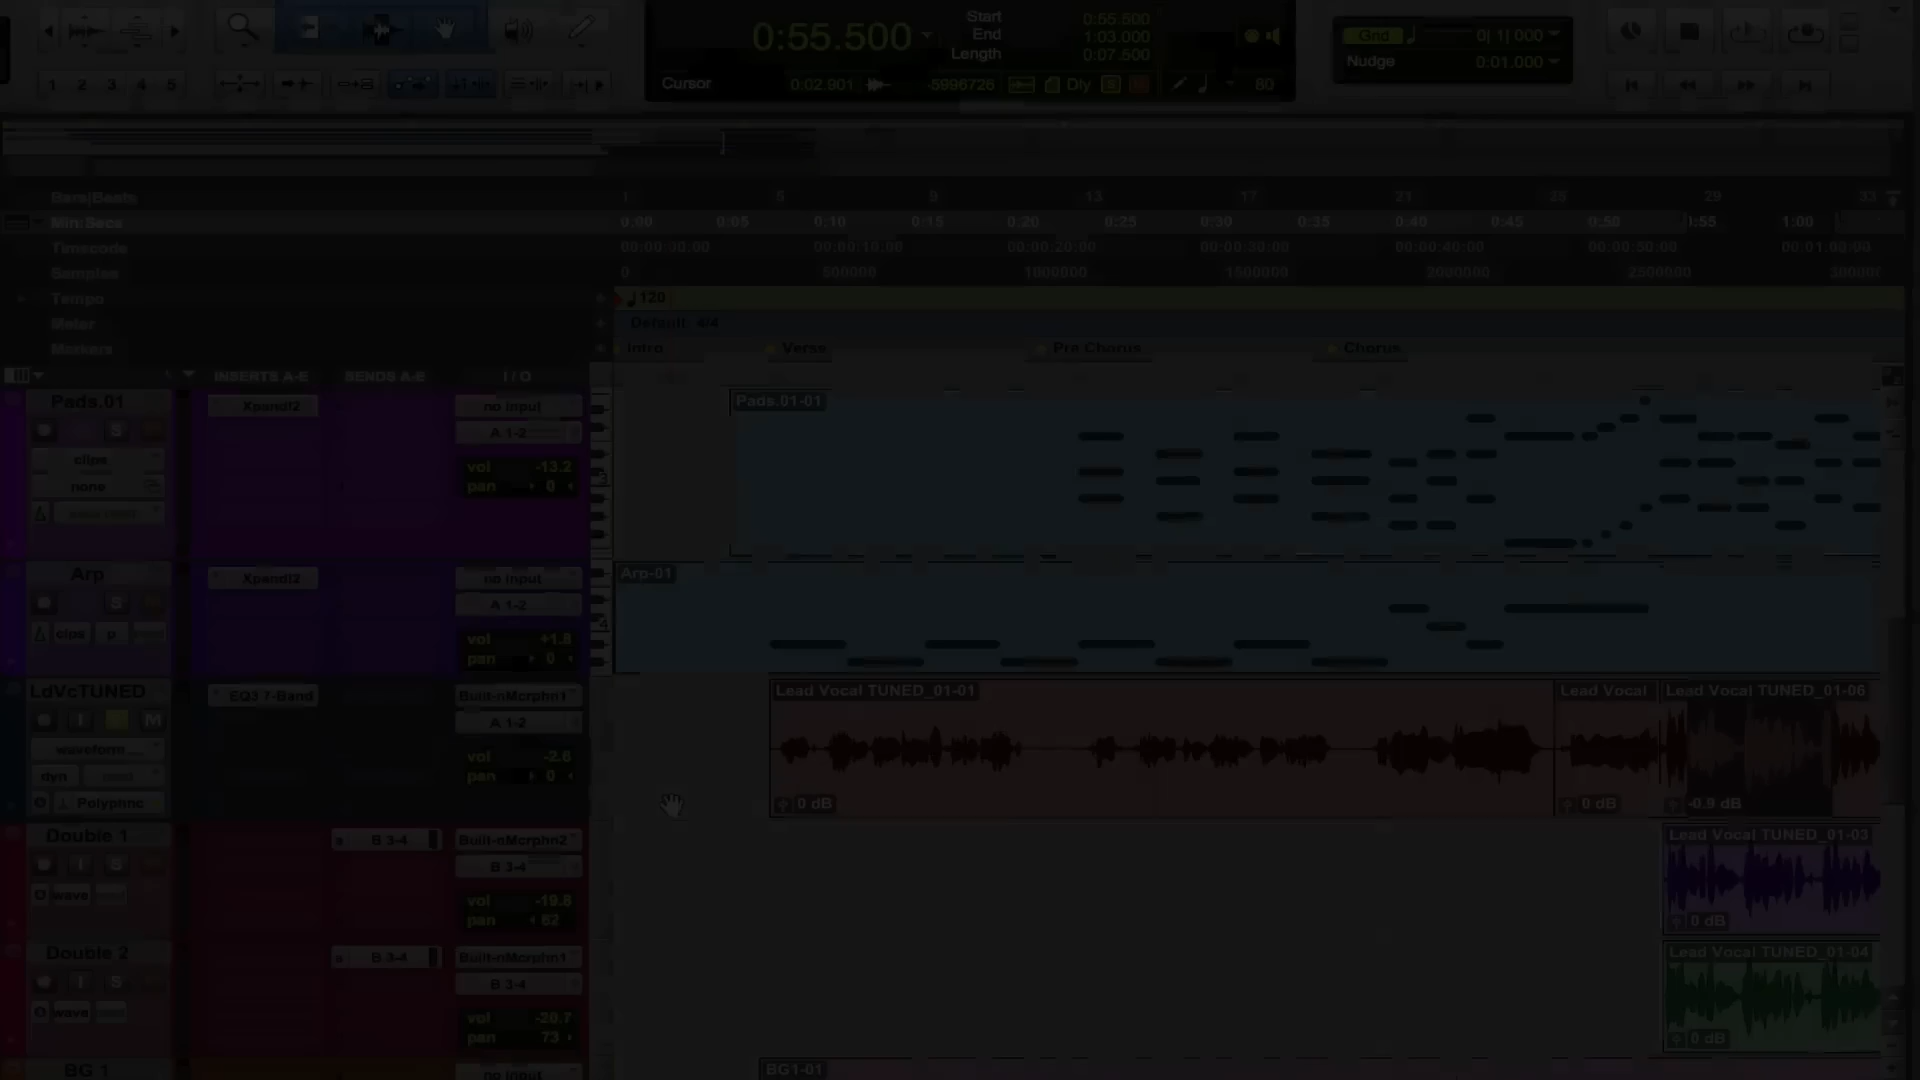 0:55.500
Start 0:55.500
End 1:03.000
Length 0:07.500
Cursor 0:02.901 -5996726 Dly 80
Grid 0| 1| 000
Nudge 0:01.000
1 2 3 4 5
Bars|Beats 1 5 9 13 17 21 25 29 33
Min:Secs 0:00 0:05 0:10 0:15 0:20 0:25 0:30 0:35 0:40 0:45 0:50 1:00
Timecode 00:00:00:00 00:00:10:00 00:00:20:00 00:00:30:00 00:00:40:00 00:00:50:00 00:01:00:00
Samples 0 500000 1000000 1500000 2000000 2500000
Tempo 120
Meter Default: 4/4
Markers Intro Verse Pre Chorus Chorus
INSERTS A-E SENDS A-E I / O
Pads.01 Xpand!2 no input Pads.01-01
S A 1-2
clips vol -13.2
none pan 0
Arp Xpand!2 no input Arp-01
S A 1-2
clps p vol +1.8
pan 0
LdVcTUNED EQ3 7-Band Built-nMcrphn1 Lead Vocal TUNED_01-01 Lead Vocal Lead Vocal TUNED_01-06
I M A 1-2
waveform vol -2.6
dyn pan 0
Polyphnc 0 dB 0 dB -0.9 dB
Double 1 B 3-4 Built-nMcrphn2 Lead Vocal TUNED_01-03
I S B 3-4
wave vol -19.8
pan 62 0 dB
Double 2 B 3-4 Built-nMcrphn1 Lead Vocal TUNED_01-04
I S B 3-4
wave vol -20.7
pan 73 0 dB
BG 1 no input BG1-01